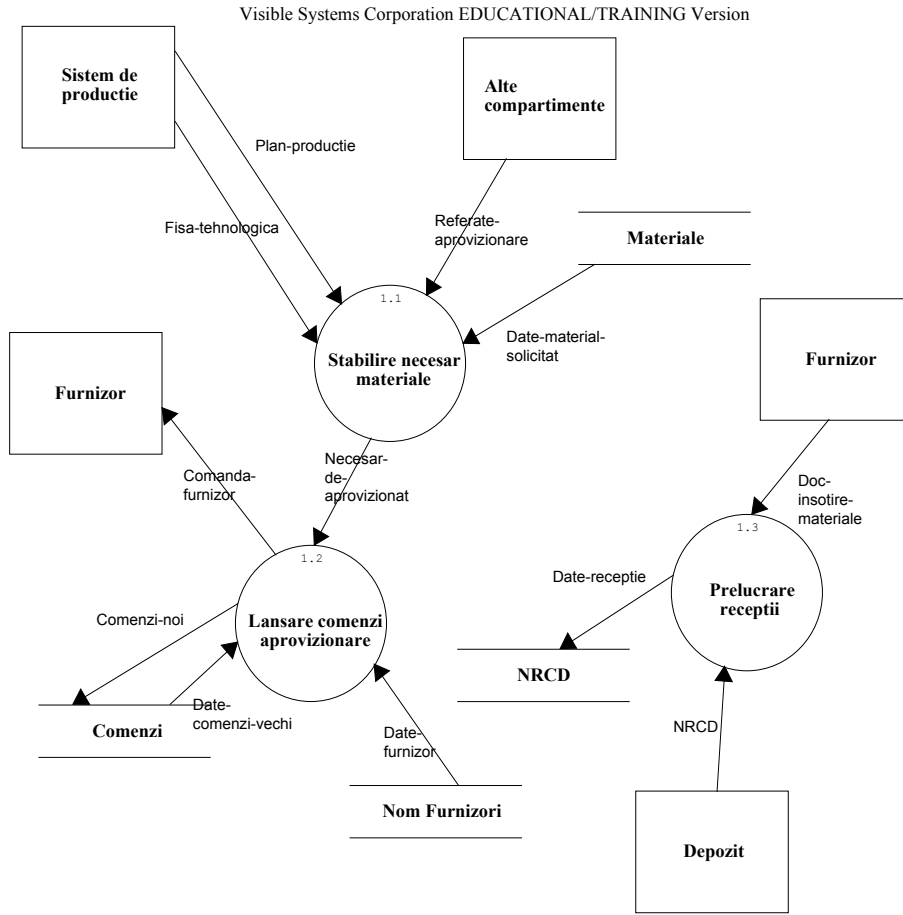 Visible Systems Corporation EDUCATIONAL/TRAINING Version
Sistem de
productie
Alte
compartimente
Plan-productie
Fisa-tehnologica
Referate-
aprovizionare
Materiale
1.1
Stabilire necesar
materiale
Date-material-
solicitat
Furnizor
Furnizor
Comanda-
furnizor
Necesar-
de-
aprovizionat
Doc-
insotire-
materiale
1.2
Lansare comenzi
aprovizionare
1.3
Prelucrare
receptii
Date-receptie
Comenzi-noi
NRCD
Date-
comenzi-vechi
Comenzi
Date-
furnizor
NRCD
Nom Furnizori
Depozit